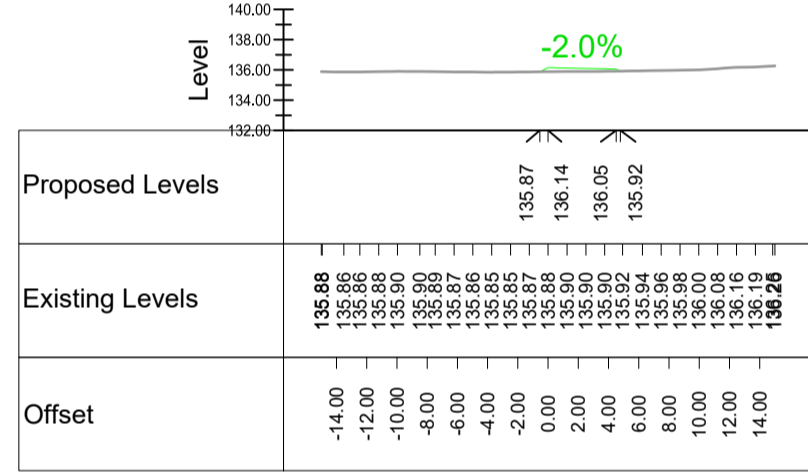 140.00
138.00
136.00
134.00
132.00
Level
-2.0%
Proposed Levels
135.87 136.14 136.05 135.92
Existing Levels
135.88 135.86 135.86 135.88 135.90 135.90 135.89 135.87 135.86 135.85 135.85 135.87 135.88 135.90 135.90 135.90 135.92 135.94 135.96 135.98 136.00 136.08 136.16 136.19
Offset
-14.00 -12.00 -10.00 -8.00 -6.00 -4.00 -2.00 0.00 2.00 4.00 6.00 8.00 10.00 12.00 14.00